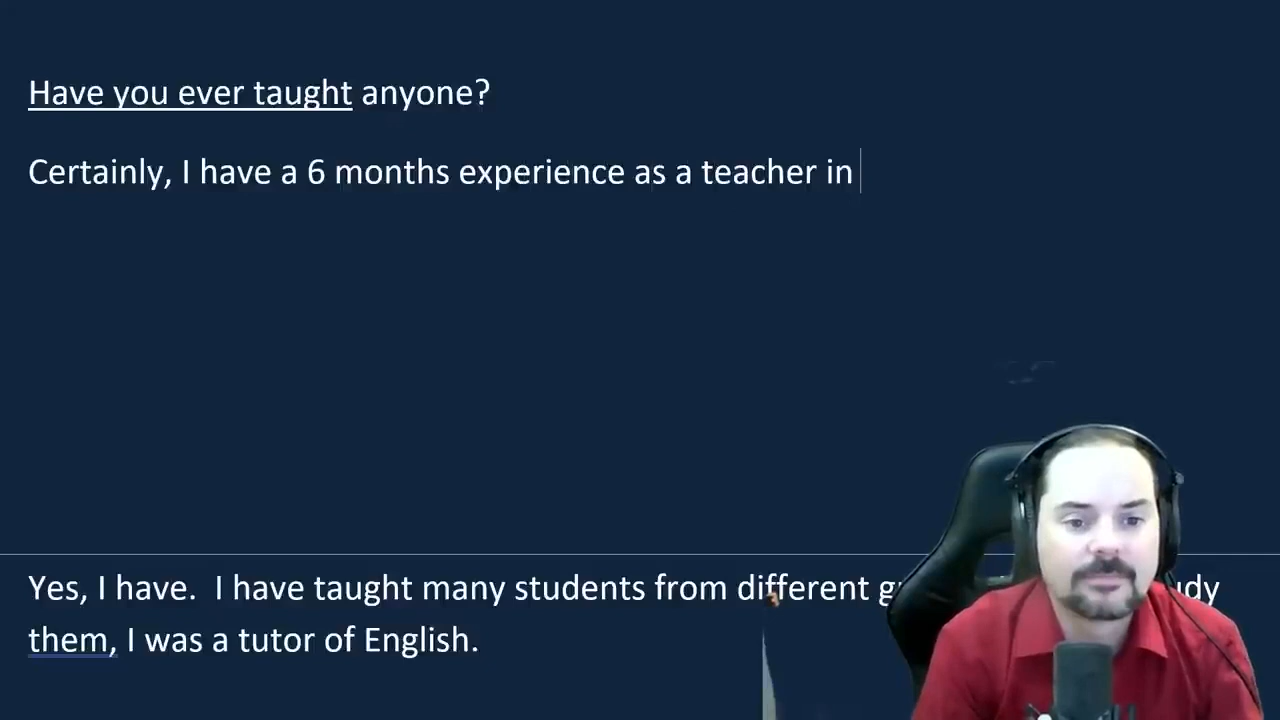 Have you ever taught anyone?
Certainly, I have a 6 months experience as a teacher in
Yes, I have. I have taught many students from different
them, I was a tutor of English.